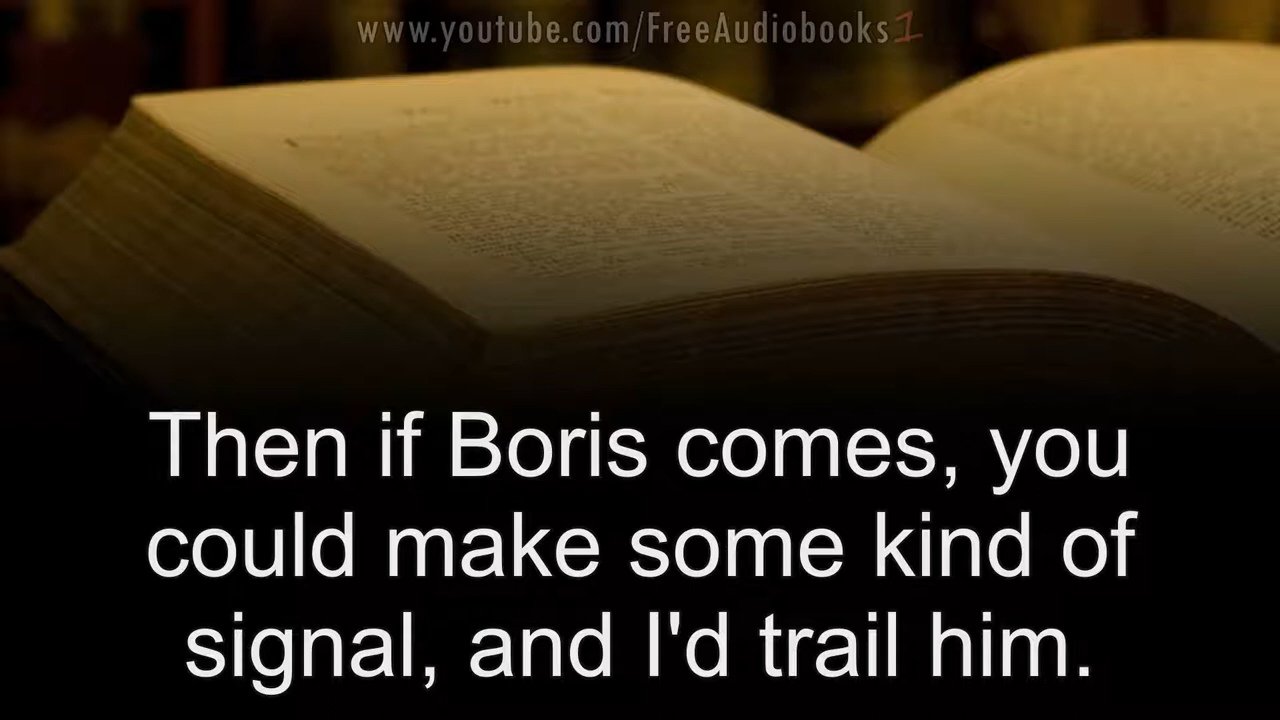 www.youtube.com/FreeAudiobooks1
Then if Boris comes, you
could make some kind of
signal, and I'd trail him.